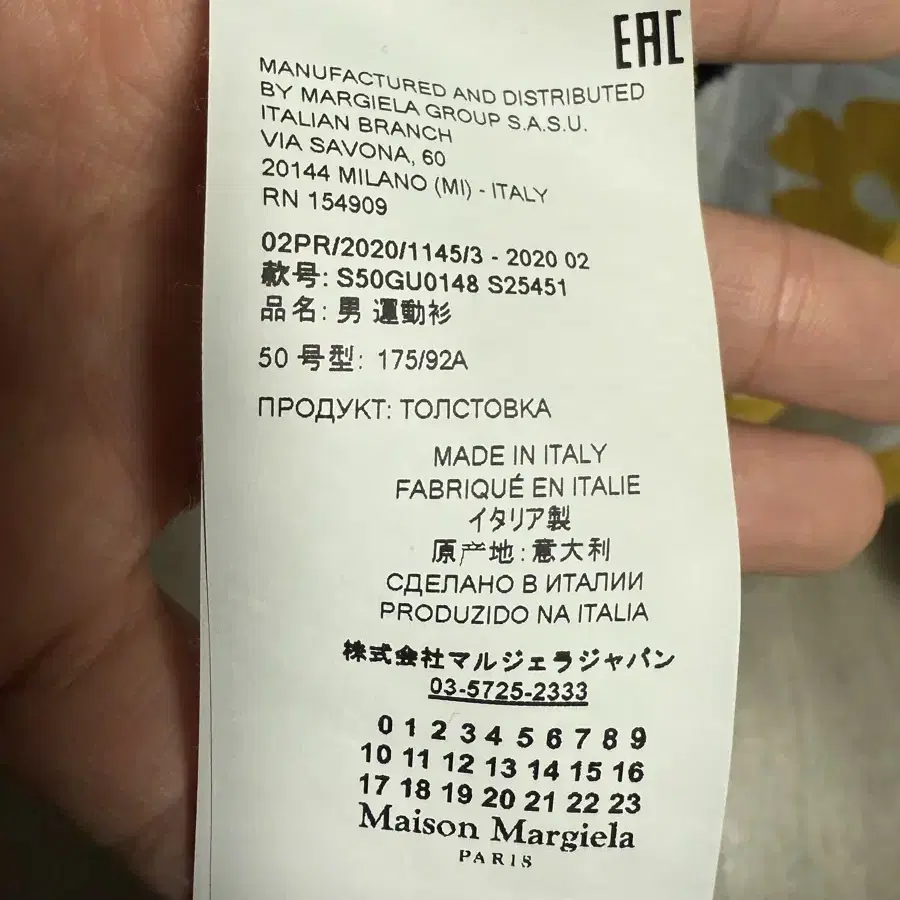 EAC
MANUFACTURED AND DISTRIBUTED
BY MARGIELA GROUP S.A.S.U.
ITALIAN BRANCH
VIA SAVONA, 60
20144 MILANO (MI) - ITALY
RN 154909
02PR/2020/1145/3 - 2020 02
款号: S50GU0148 S25451
品名: 男 運動衫
50 号型: 175/92A
ПРОДУКТ: ТОЛСТОВКА
MADE IN ITALY
FABRIQUÉ EN ITALIE
イタリア製
原产地: 意大利
СДЕЛАНО В ИТАЛИИ
PRODUZIDO NA ITALIA
株式会社マルジェラジャパン
03-5725-2333
0 1 2 3 4 5 6 7 8 9
10 11 12 13 14 15 16
17 18 19 20 21 22 23
Maison Margiela
PARIS